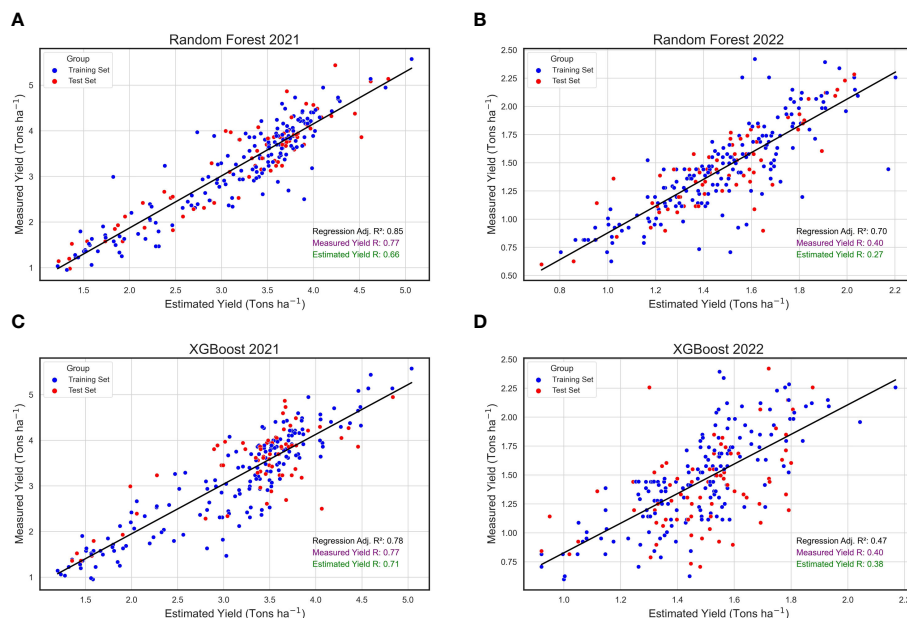 A
Random Forest 2021
Group
Training Set
Test Set
5
4
3
2
1
Measured Yield (Tons ha⁻¹)
Regression Adj. R²: 0.85
Measured Yield R: 0.77
Estimated Yield R: 0.66
1.5 2.0 2.5 3.0 3.5 4.0 4.5 5.0
Estimated Yield (Tons ha⁻¹)
B
Random Forest 2022
Group
Training Set
Test Set
2.50
2.25
2.00
1.75
1.50
1.25
1.00
0.75
0.50
Measured Yield (Tons ha⁻¹)
Regression Adj. R²: 0.70
Measured Yield R: 0.40
Estimated Yield R: 0.27
0.8 1.0 1.2 1.4 1.6 1.8 2.0 2.2
Estimated Yield (Tons ha⁻¹)
C
XGBoost 2021
Group
Training Set
Test Set
5
4
3
2
1
Measured Yield (Tons ha⁻¹)
Regression Adj. R²: 0.78
Measured Yield R: 0.77
Estimated Yield R: 0.71
1.5 2.0 2.5 3.0 3.5 4.0 4.5 5.0
Estimated Yield (Tons ha⁻¹)
D
XGBoost 2022
Group
Training Set
Test Set
2.50
2.25
2.00
1.75
1.50
1.25
1.00
0.75
Measured Yield (Tons ha⁻¹)
Regression Adj. R²: 0.47
Measured Yield R: 0.40
Estimated Yield R: 0.38
1.0 1.2 1.4 1.6 1.8 2.0 2.2
Estimated Yield (Tons ha⁻¹)